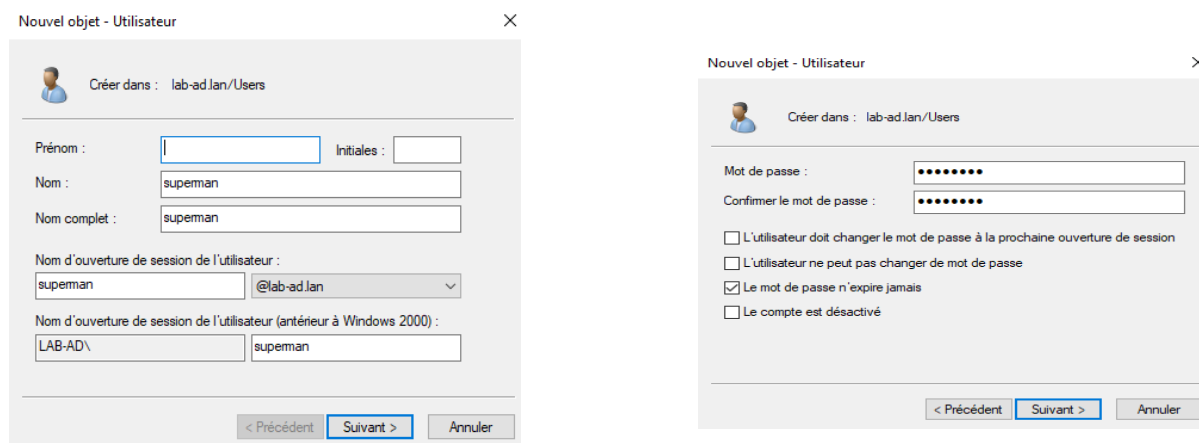 Nouvel objet - Utilisateur
Créer dans : lab-ad.lan/Users
Prénom :
Initiales :
Nom : superman
Nom complet : superman
Nom d'ouverture de session de l'utilisateur :
superman @lab-ad.lan
Nom d'ouverture de session de l'utilisateur (antérieur à Windows 2000) :
LAB-AD\ superman
< Précédent Suivant > Annuler
Nouvel objet - Utilisateur
Créer dans : lab-ad.lan/Users
Mot de passe : ●●●●●●●●
Confirmer le mot de passe : ●●●●●●●●
L'utilisateur doit changer le mot de passe à la prochaine ouverture de session
L'utilisateur ne peut pas changer de mot de passe
Le mot de passe n'expire jamais
Le compte est désactivé
< Précédent Suivant > Annuler